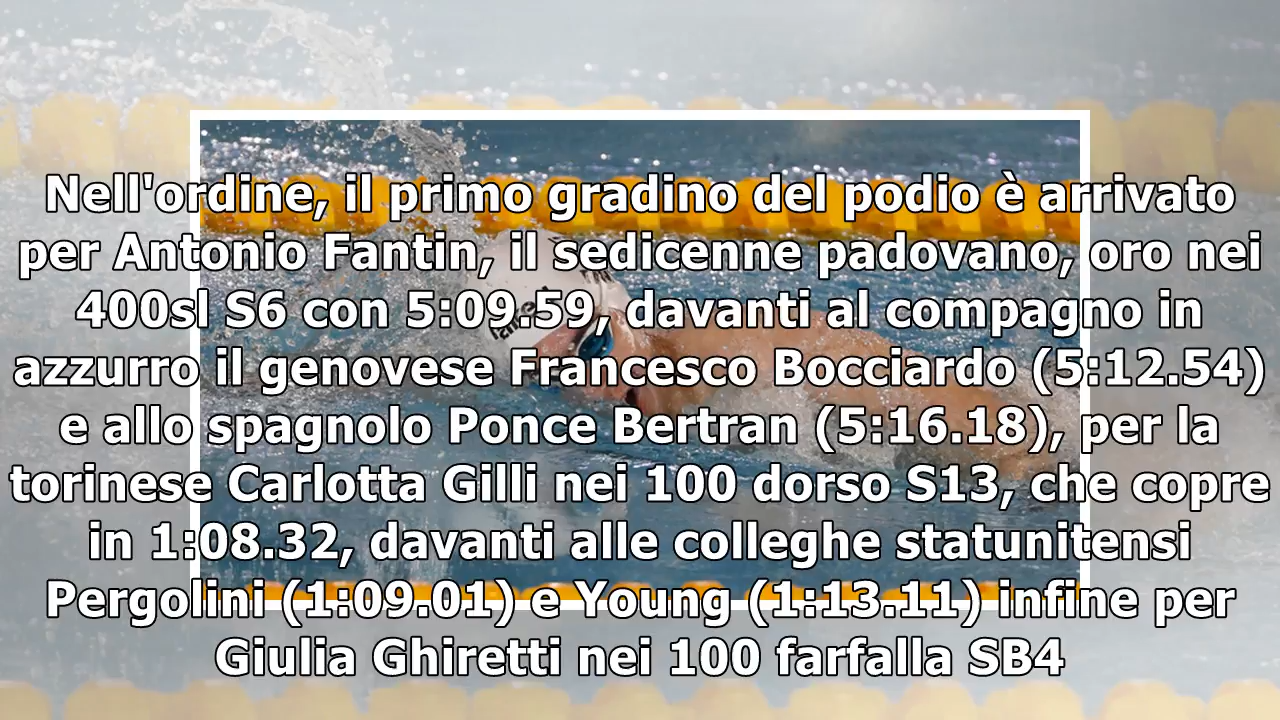 Nell'ordine, il primo gradino del podio è arrivato
per Antonio Fantin, il sedicenne padovano, oro nei
400sl S6 con 5:09.59, davanti al compagno in
azzurro il genovese Francesco Bocciardo (5:12.54)
e allo spagnolo Ponce Bertran (5:16.18), per la
torinese Carlotta Gilli nei 100 dorso S13, che copre
in 1:08.32, davanti alle colleghe statunitensi
Pergolini (1:09.01) e Young (1:13.11) infine per
Giulia Ghiretti nei 100 farfalla SB4